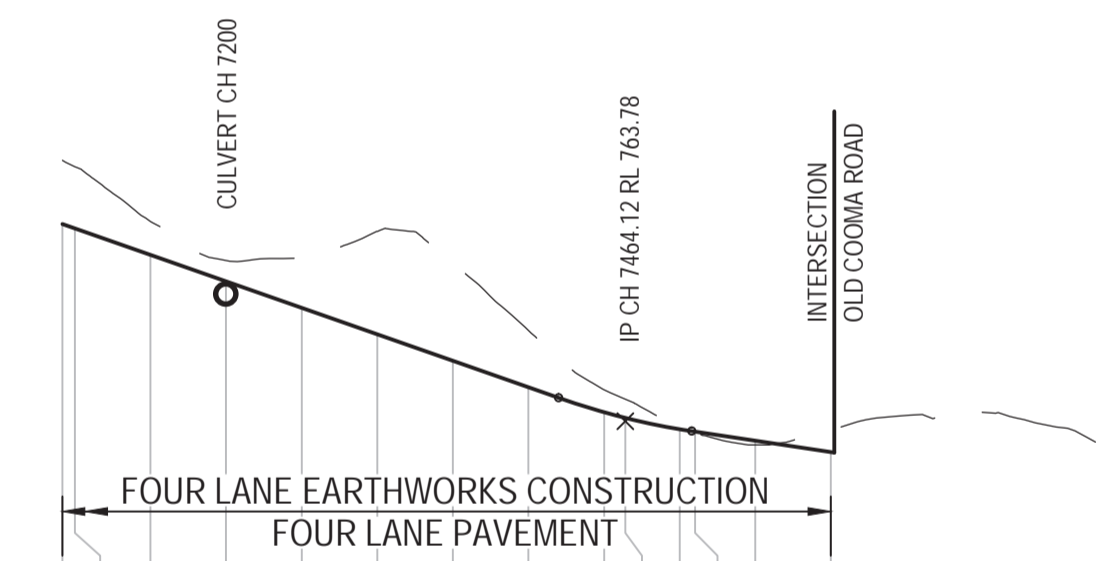 CULVERT CH 7200
IP CH 7464.12 RL 763.78
INTERSECTION
OLD COOMA ROAD
FOUR LANE EARTHWORKS CONSTRUCTION
FOUR LANE PAVEMENT